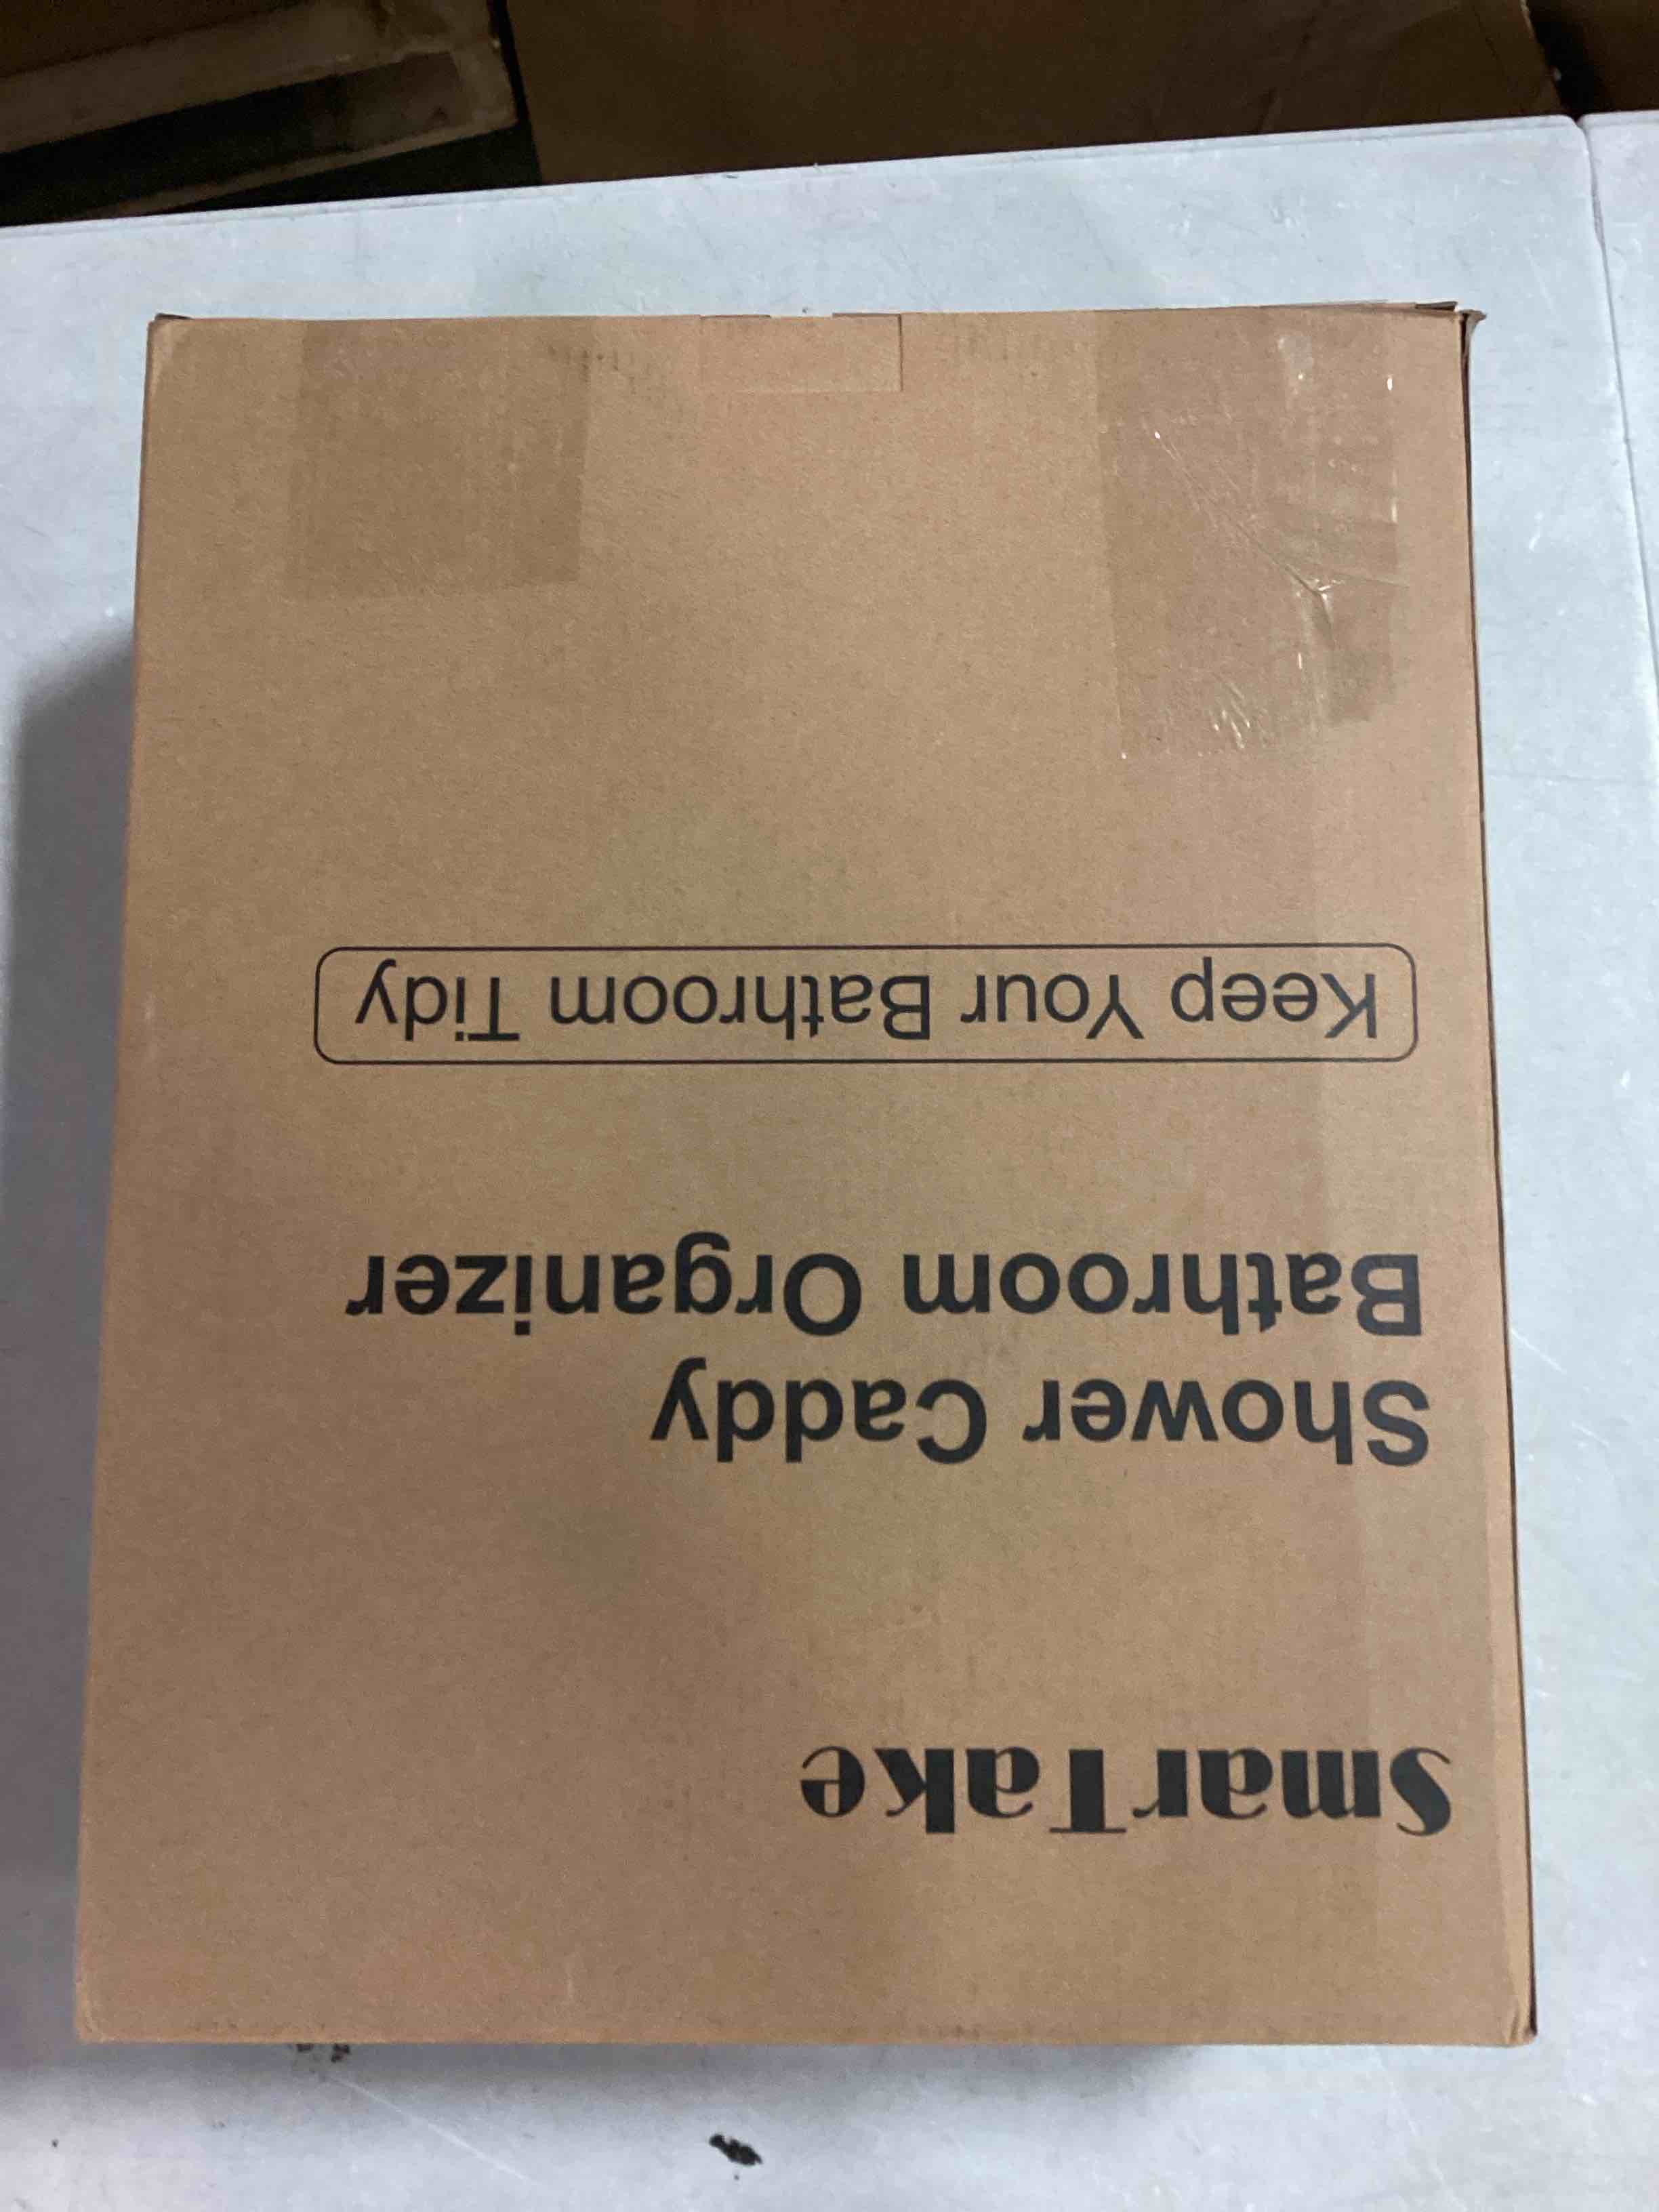 SmarTake
Shower Caddy
Bathroom Organizer
Keep Your Bathroom Tidy